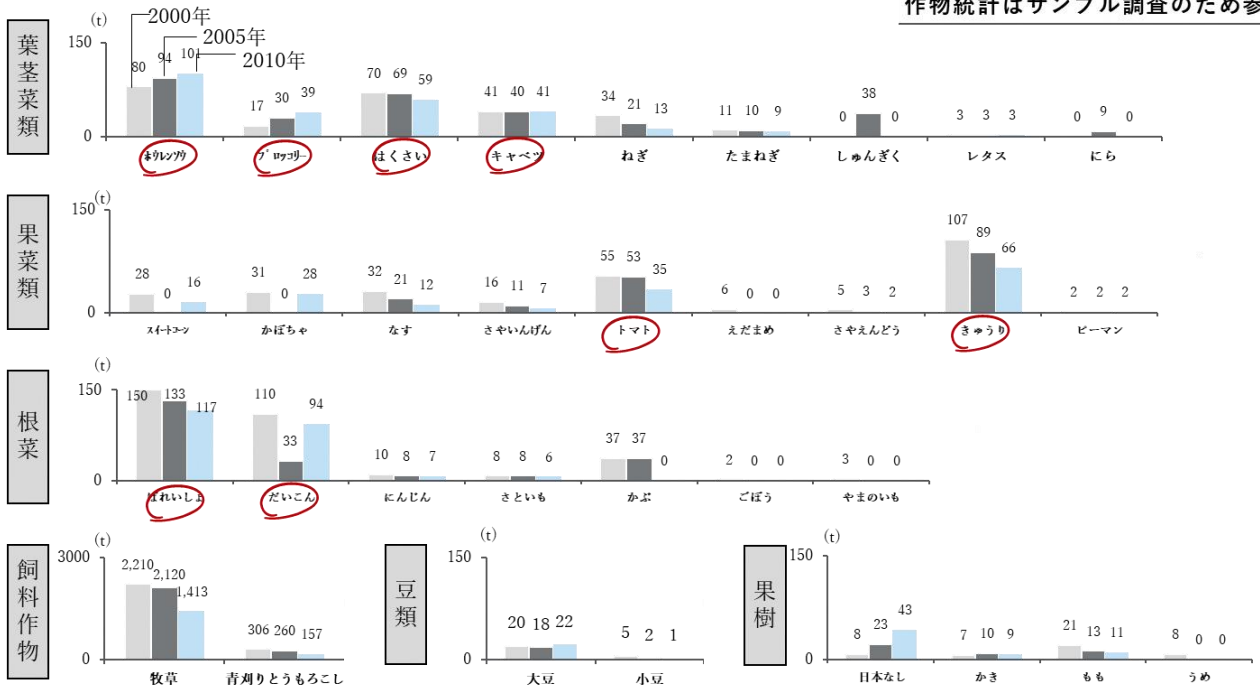 作物統計はサンプル調査のため参
葉茎菜類
(t)
2000年
2005年
2010年
150
0
80 94 101
17 30 39
70 69 59
41 40 41
34 21 13
11 10 9
0 38 0
3 3 3
0 9 0
ホウレンソウ ブロッコリー はくさい キャベツ ねぎ たまねぎ しゅんぎく レタス にら
果菜類
(t)
150
0
28 0 16
31 0 28
32 21 12
16 11 7
55 53 35
6 0 0
5 3 2
107 89 66
2 2 2
スイートコーン かぼちゃ なす さやいんげん トマト えだまめ さやえんどう きゅうり ピーマン
根菜
(t)
150
0
150 133 117
110 33 94
10 8 7
8 8 6
37 37 0
2 0 0
3 0 0
ばれいしょ だいこん にんじん さといも かぶ ごぼう やまのいも
飼料作物
(t)
3000
0
2,210 2,120 1,413
306 260 157
牧草 青刈りとうもろこし
豆類
(t)
150
0
20 18 22
5 2 1
大豆 小豆
果樹
(t)
150
0
8 23 43
7 10 9
21 13 11
8 0 0
日本なし かき もも うめ